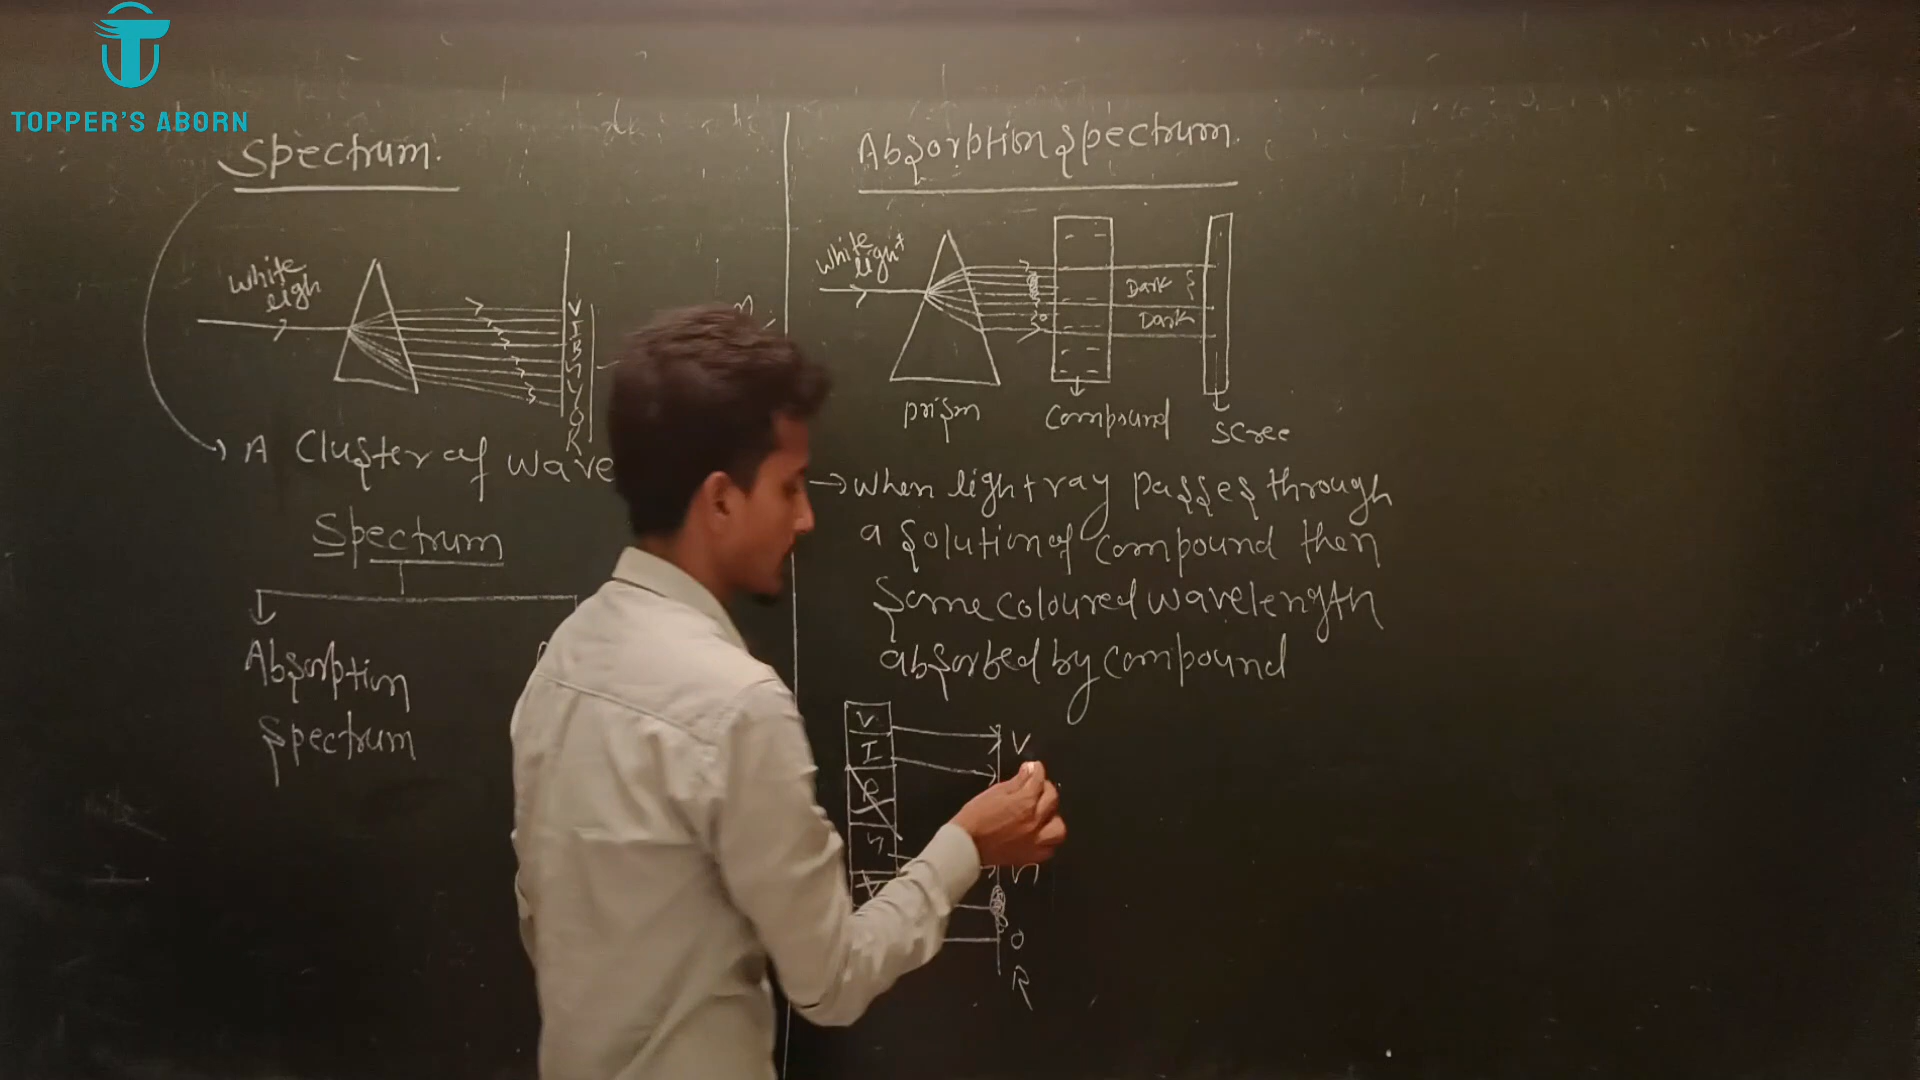 TOPPER'S ABORN
Spectrum.
White
ligh
V
I
B
G
Y
O
R
A Cluster of wave
Spectrum
Absorption
Spectrum
Absorption spectrum.
White
light
Dark
Dark
prism
Compound
Scree
→ When light ray passes through
a solution of compound then
Some coloured wavelength
absorbed by compound
V
I
B
G
V
G
O
R